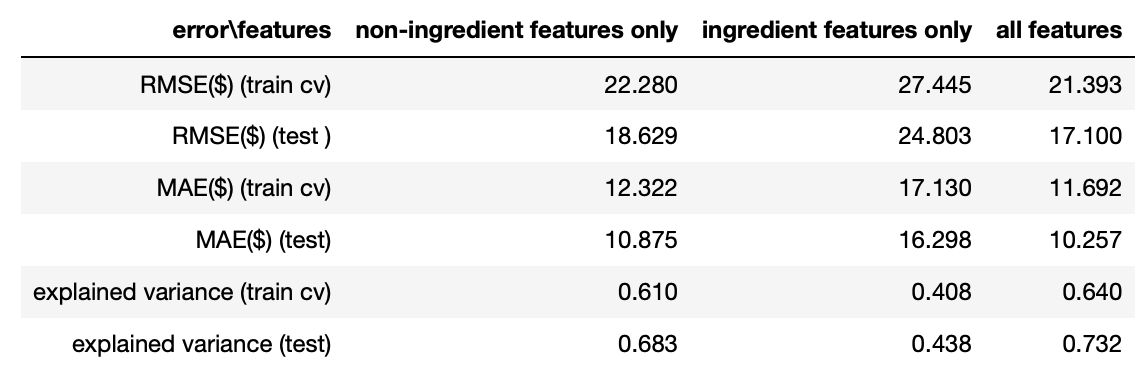 error\features non-ingredient features only ingredient features only all features
RMSE($) (train cv) 22.280 27.445 21.393
RMSE($) (test ) 18.629 24.803 17.100
MAE($) (train cv) 12.322 17.130 11.692
MAE($) (test) 10.875 16.298 10.257
explained variance (train cv) 0.610 0.408 0.640
explained variance (test) 0.683 0.438 0.732